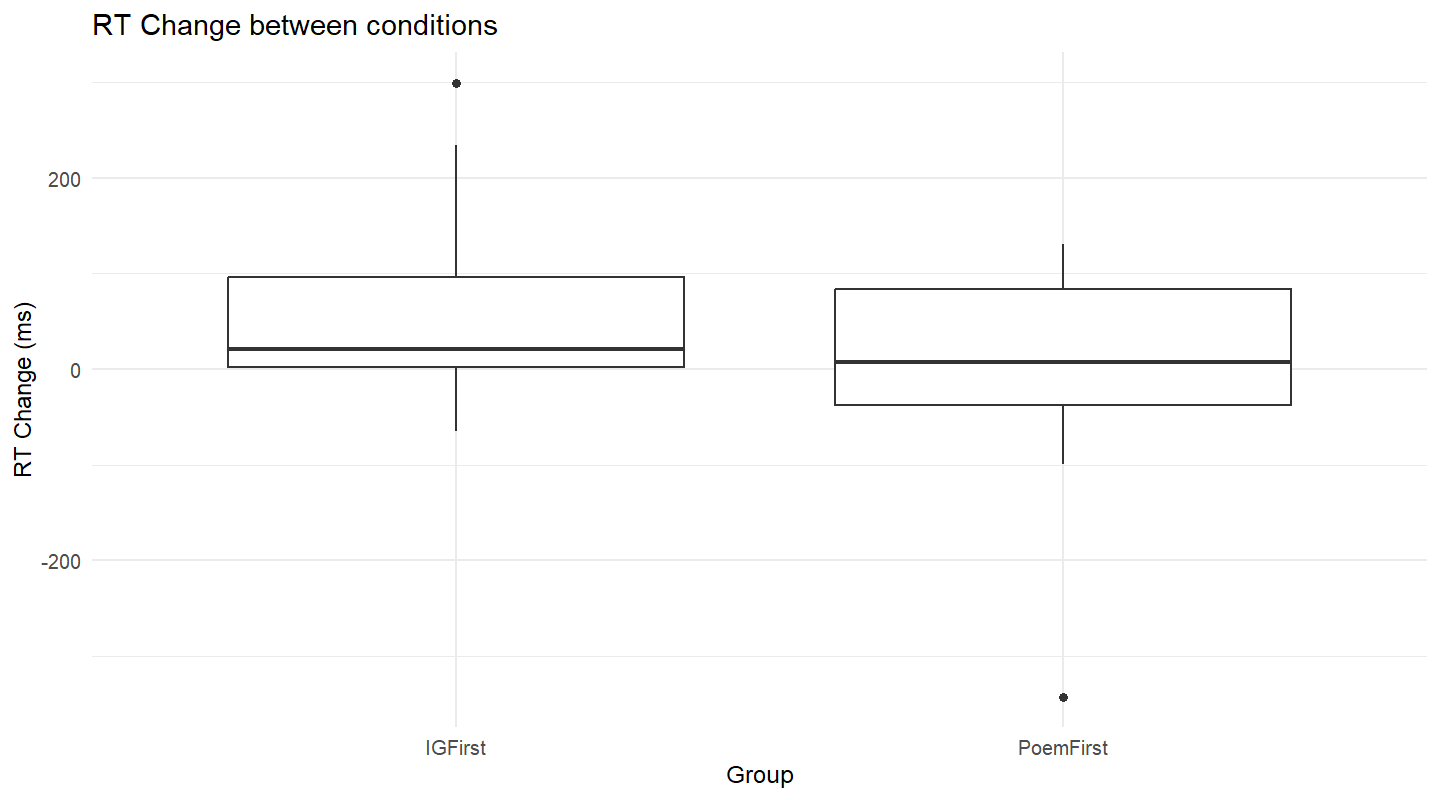 RT Change between conditions
RT Change (ms)
200
0
-200
IGFirst
PoemFirst
Group